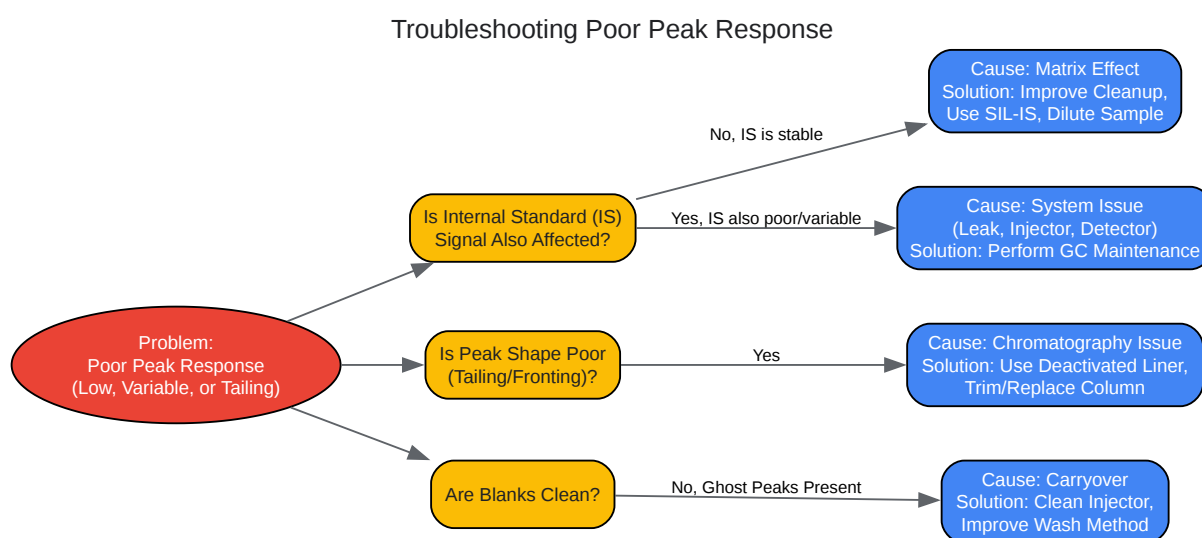 Troubleshooting Poor Peak Response
Cause: Matrix Effect
Solution: Improve Cleanup,
Use SIL-IS, Dilute Sample
No, IS is stable
Is Internal Standard (IS)
Signal Also Affected?
Yes, IS is also poor/variable
Cause: System Issue
(Leak, Injector, Detector)
Solution: Perform GC Maintenance
Problem:
Poor Peak Response
(Low, Variable, or Tailing)
Is Peak Shape Poor
(Tailing/Fronting)?
Yes
Cause: Chromatography Issue
Solution: Use Deactivated Liner,
Trim/Replace Column
Are Blanks Clean?
No, Ghost Peaks Present
Cause: Carryover
Solution: Clean Injector,
Improve Wash Method